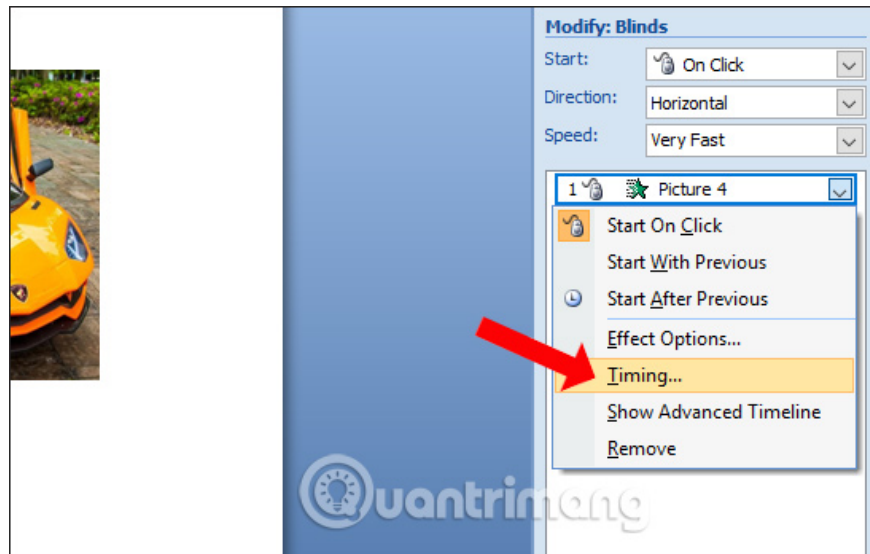 Modify: Blinds
Start: On Click
Direction: Horizontal
Speed: Very Fast
1 Picture 4
Start On Click
Start With Previous
Start After Previous
Effect Options...
Timing...
Show Advanced Timeline
Remove
Quantrimang